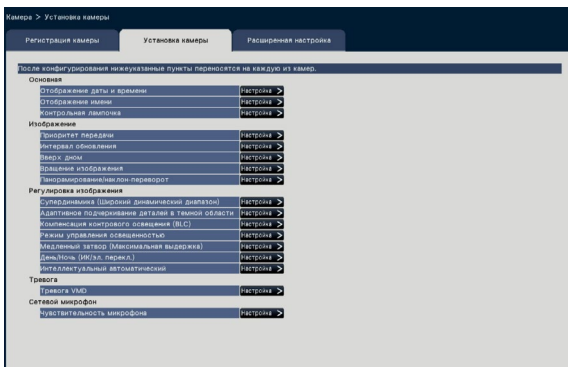 Камера > Установка камеры
Регистрация камеры Установка камеры Расширенная настройка
После конфигурирования нижеуказанные пункты переносятся на каждую из камер.
Основная
Отображение даты и времени Настройка >
Отображение имени Настройка >
Контрольная лампочка Настройка >
Изображение
Приоритет передачи Настройка >
Интервал обновления Настройка >
Вверх дном Настройка >
Вращение изображения Настройка >
Панорамирование/наклон-переворот Настройка >
Регулировка изображения
Супердинамика (Широкий динамический диапазон) Настройка >
Адаптивное подчеркивание деталей в темной области Настройка >
Компенсация контрового освещения (BLC) Настройка >
Режим управления освещенностью Настройка >
Медленный затвор (Максимальная выдержка) Настройка >
День/Ночь (ИК/эл. перекл.) Настройка >
Интеллектуальный автоматический Настройка >
Тревога
Тревога VMD Настройка >
Сетевой микрофон
Чувствительность микрофона Настройка >